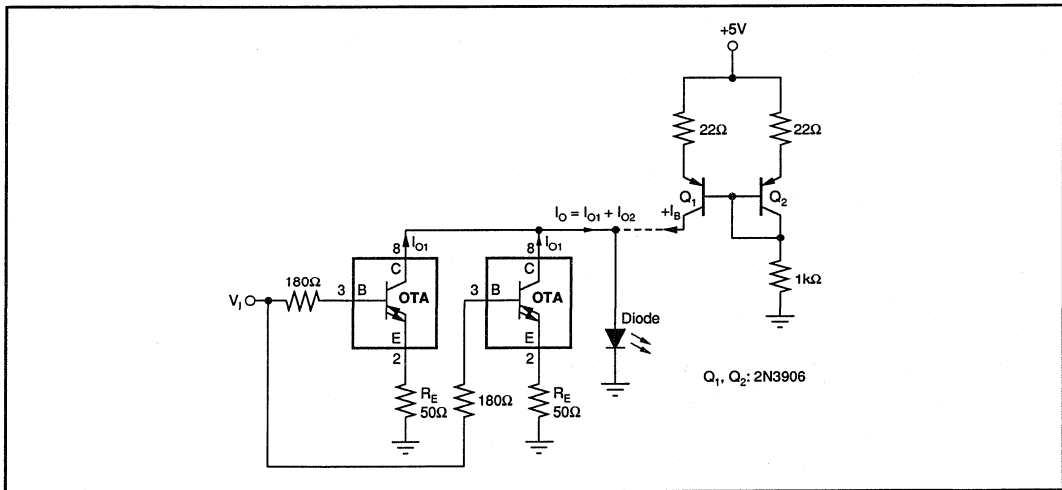 +5V
22Ω
22Ω
Q1
Q2
IO = IO1 + IO2
+IB
8
IO1
8
IO1
C
C
VI
180Ω
3
B
OTA
3
B
OTA
E
E
2
2
RE
50Ω
180Ω
RE
50Ω
Diode
1kΩ
Q1, Q2: 2N3906